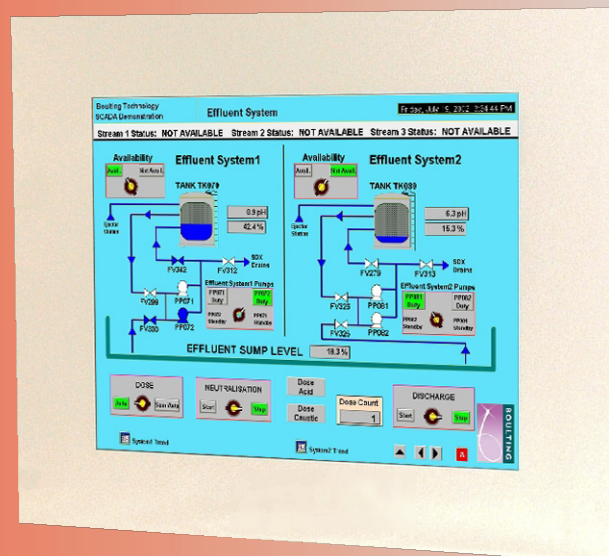 Boulting Technology
SCADA Demonstration
Effluent System
Friday, July 19, 2002 2:34:44 PM
Stream 1 Status: NOT AVAILABLE Stream 2 Status: NOT AVAILABLE Stream 3 Status: NOT AVAILABLE
Availability Effluent System1
Avail. Not Avail.
TANK TK070
pH
42.4 %
Ejector Station
FV342 FV312
SOX Drains
Effluent System1 Pumps
PP071 Duty PP072 Duty
PP072 Standby PP071 Standby
FV299 PP071
FV300 PP072
Availability Effluent System2
Avail. Not Avail.
TANK TK080
6.3 pH
15.3 %
Ejector Station
FV279 FV313
SOX Drains
Effluent System2 Pumps
PP081 Duty PP082 Duty
PP082 Standby Standby
FV325 PP081
FV325 PP082
EFFLUENT SUMP LEVEL 19.3 %
DOSE
Auto Semi Auto
NEUTRALISATION
Start Stop
Dose Acid
Dose Caustic
Dose Count
1
DISCHARGE
Start Stop
BOULTING
System1 Trend
System2 Trend
A